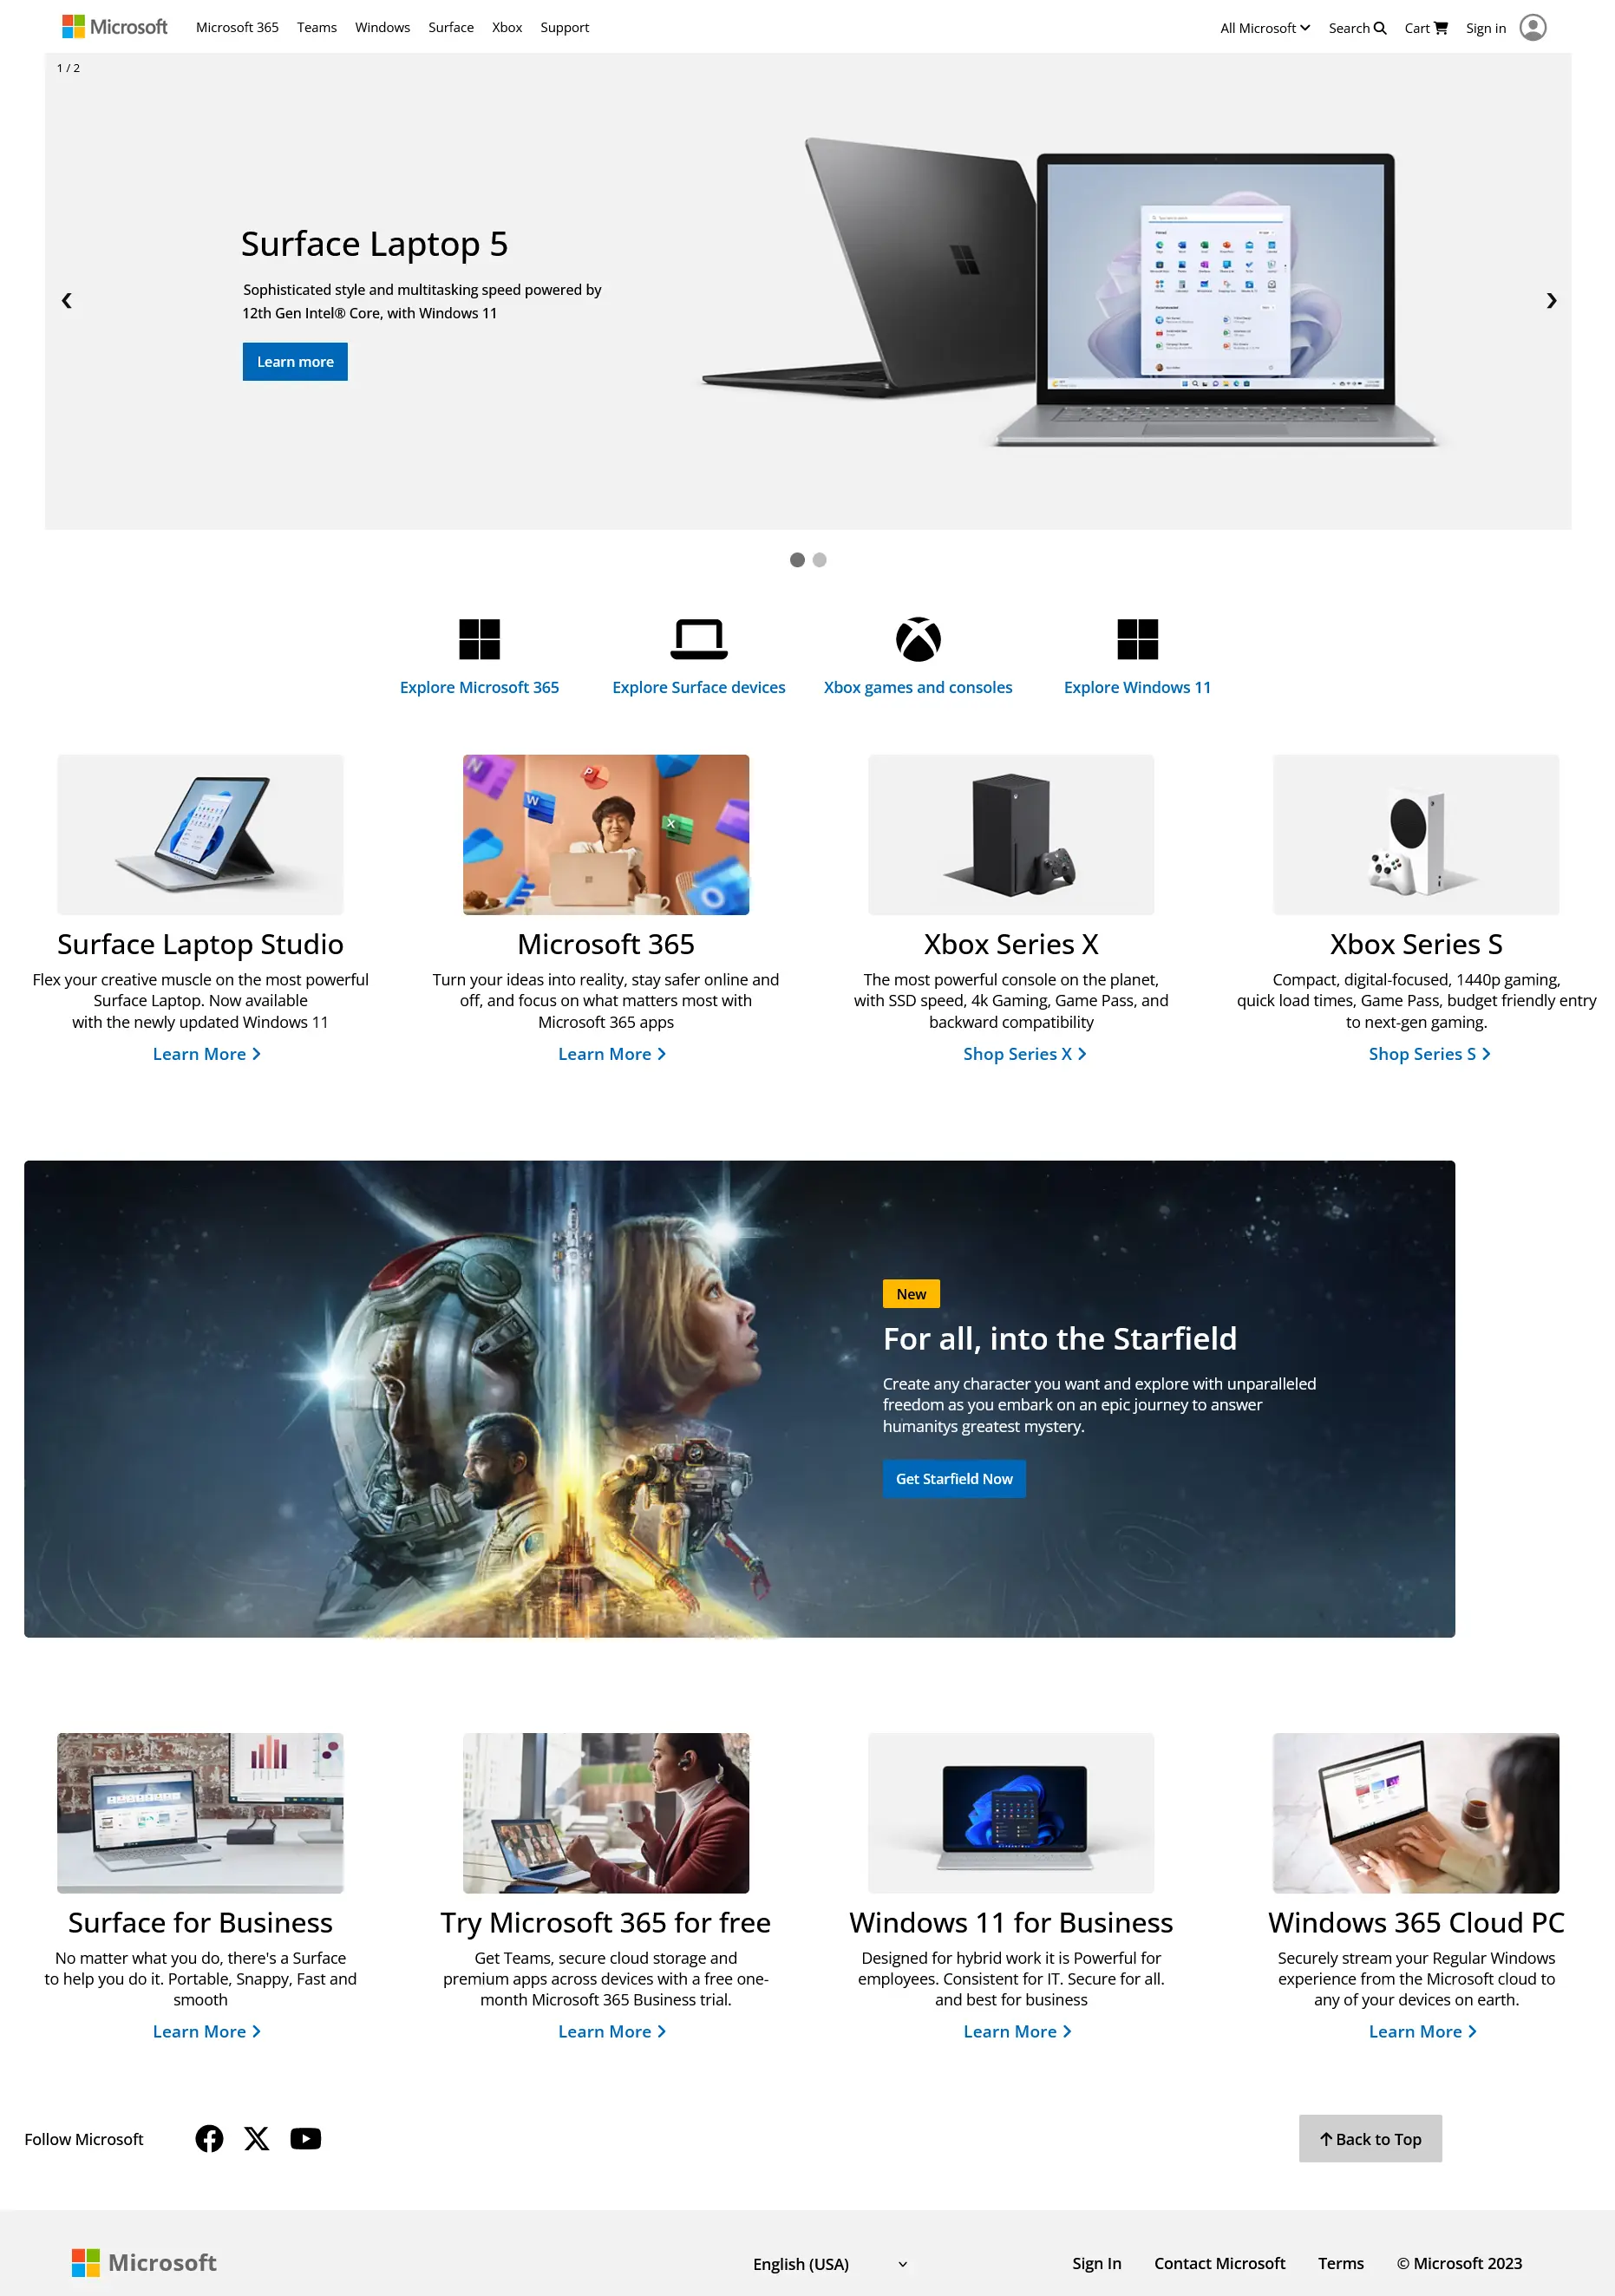 Microsoft
Microsoft 365 Teams Windows Surface Xbox Support
All Microsoft Search Cart Sign in
1 / 2
Surface Laptop 5
Sophisticated style and multitasking speed powered by
12th Gen Intel® Core, with Windows 11
Learn more
❮
❯
Explore Microsoft 365
Explore Surface devices
Xbox games and consoles
Explore Windows 11
Surface Laptop Studio
Flex your creative muscle on the most powerful
Surface Laptop. Now available
with the newly updated Windows 11
Learn More
Microsoft 365
Turn your ideas into reality, stay safer online and
off, and focus on what matters most with
Microsoft 365 apps
Learn More
Xbox Series X
The most powerful console on the planet,
with SSD speed, 4k Gaming, Game Pass, and
backward compatibility
Shop Series X
Xbox Series S
Compact, digital-focused, 1440p gaming,
quick load times, Game Pass, budget friendly entry
to next-gen gaming.
Shop Series S
New
For all, into the Starfield
Create any character you want and explore with unparalleled
freedom as you embark on an epic journey to answer
humanitys greatest mystery.
Get Starfield Now
Surface for Business
No matter what you do, there's a Surface
to help you do it. Portable, Snappy, Fast and
smooth
Learn More
Try Microsoft 365 for free
Get Teams, secure cloud storage and
premium apps across devices with a free one-
month Microsoft 365 Business trial.
Learn More
Windows 11 for Business
Designed for hybrid work it is Powerful for
employees. Consistent for IT. Secure for all.
and best for business
Learn More
Windows 365 Cloud PC
Securely stream your Regular Windows
experience from the Microsoft cloud to
any of your devices on earth.
Learn More
Follow Microsoft
Back to Top
Microsoft
English (USA)
Sign In Contact Microsoft Terms © Microsoft 2023